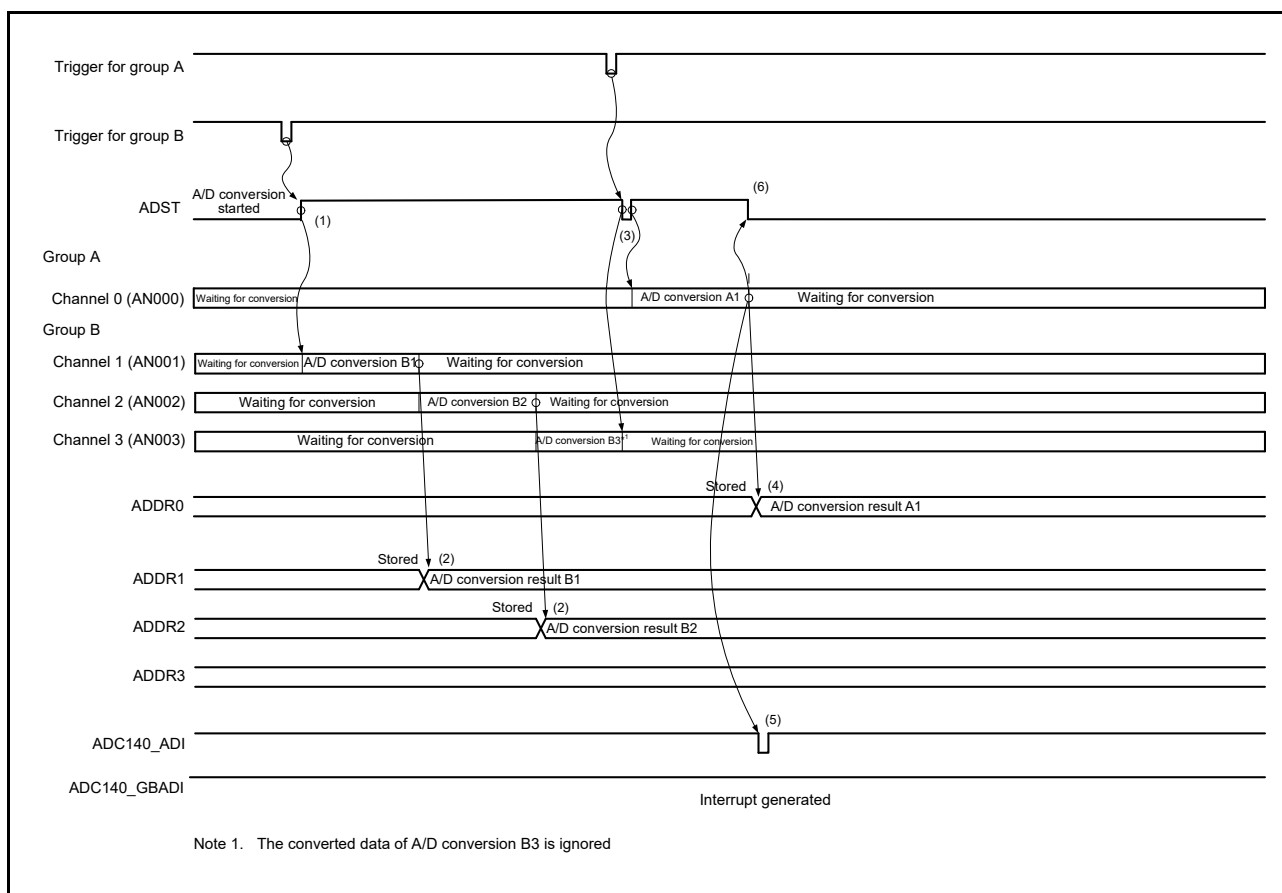 Trigger for group A
Trigger for group B
A/D conversion
started
ADST
(1)
(3)
(6)
Group A
Channel 0 (AN000)
Waiting for conversion
A/D conversion A1
Waiting for conversion
Group B
Channel 1 (AN001)
Waiting for conversion
A/D conversion B1
Waiting for conversion
Channel 2 (AN002)
Waiting for conversion
A/D conversion B2
Waiting for conversion
Channel 3 (AN003)
Waiting for conversion
A/D conversion B3*1
Waiting for conversion
Stored
(4)
ADDR0
A/D conversion result A1
Stored
(2)
ADDR1
A/D conversion result B1
Stored
(2)
ADDR2
A/D conversion result B2
ADDR3
(5)
ADC140_ADI
ADC140_GBADI
Interrupt generated
Note 1. The converted data of A/D conversion B3 is ignored